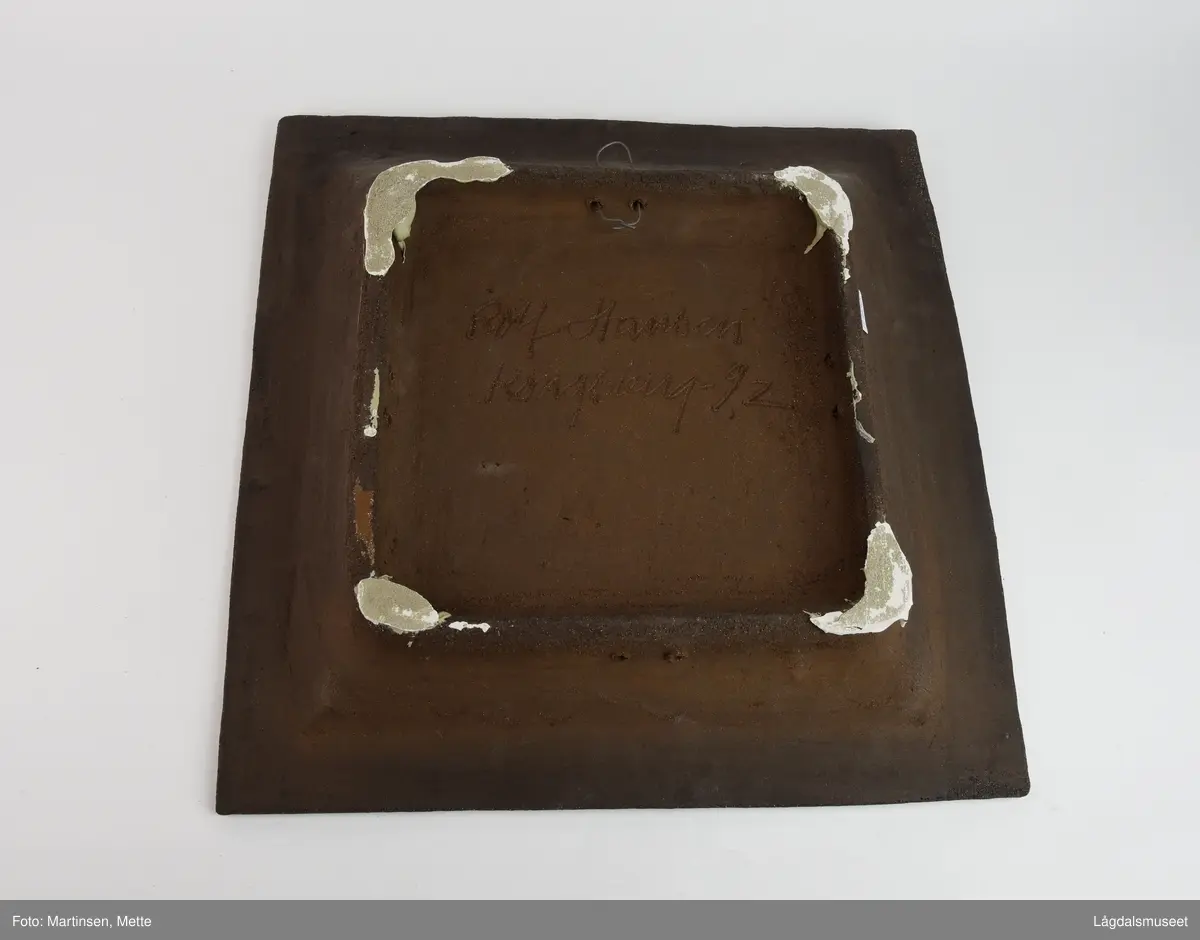 Rolf Hansen
Kongsberg-92
Foto: Martinsen, Mette
Lågdalsmuseet